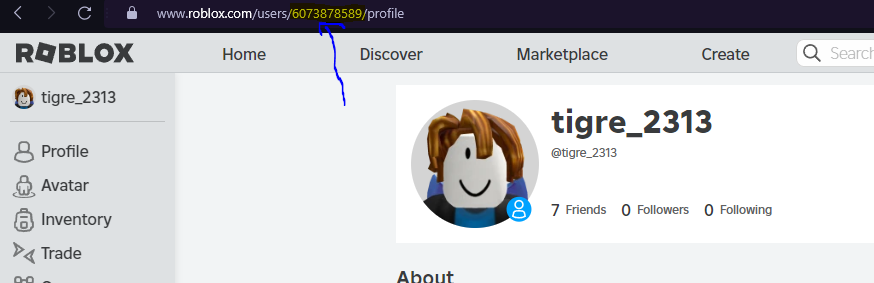 www.roblox.com/users/6073878589/profile
ROBLOX Home Discover Marketplace Create Search
tigre_2313
Profile
Avatar
Inventory
Trade
tigre_2313
@tigre_2313
7 Friends 0 Followers 0 Following
About